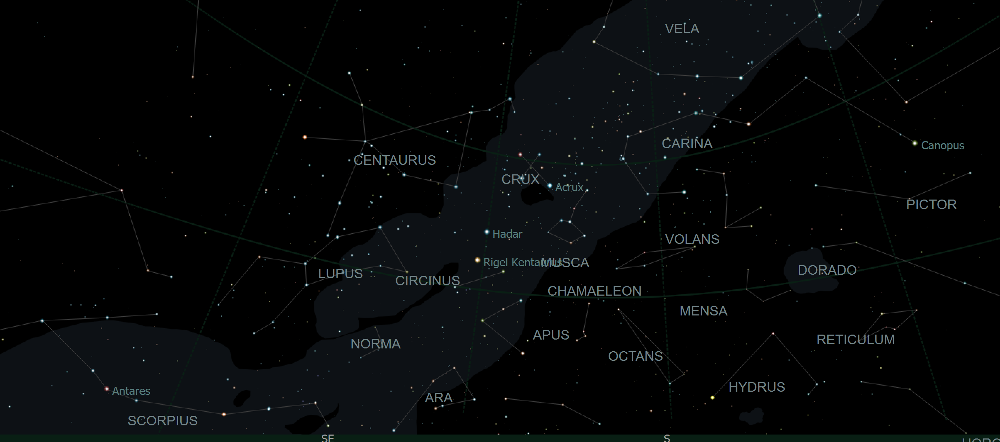 VELA
CARINA
Canopus
CENTAURUS
CRUX
Acrux
PICTOR
Hadar
VOLANS
Rigel Kentaurus
MUSCA
DORADO
LUPUS
CIRCINUS
CHAMAELEON
MENSA
APUS
RETICULUM
NORMA
OCTANS
HYDRUS
Antares
ARA
SCORPIUS
SE
S